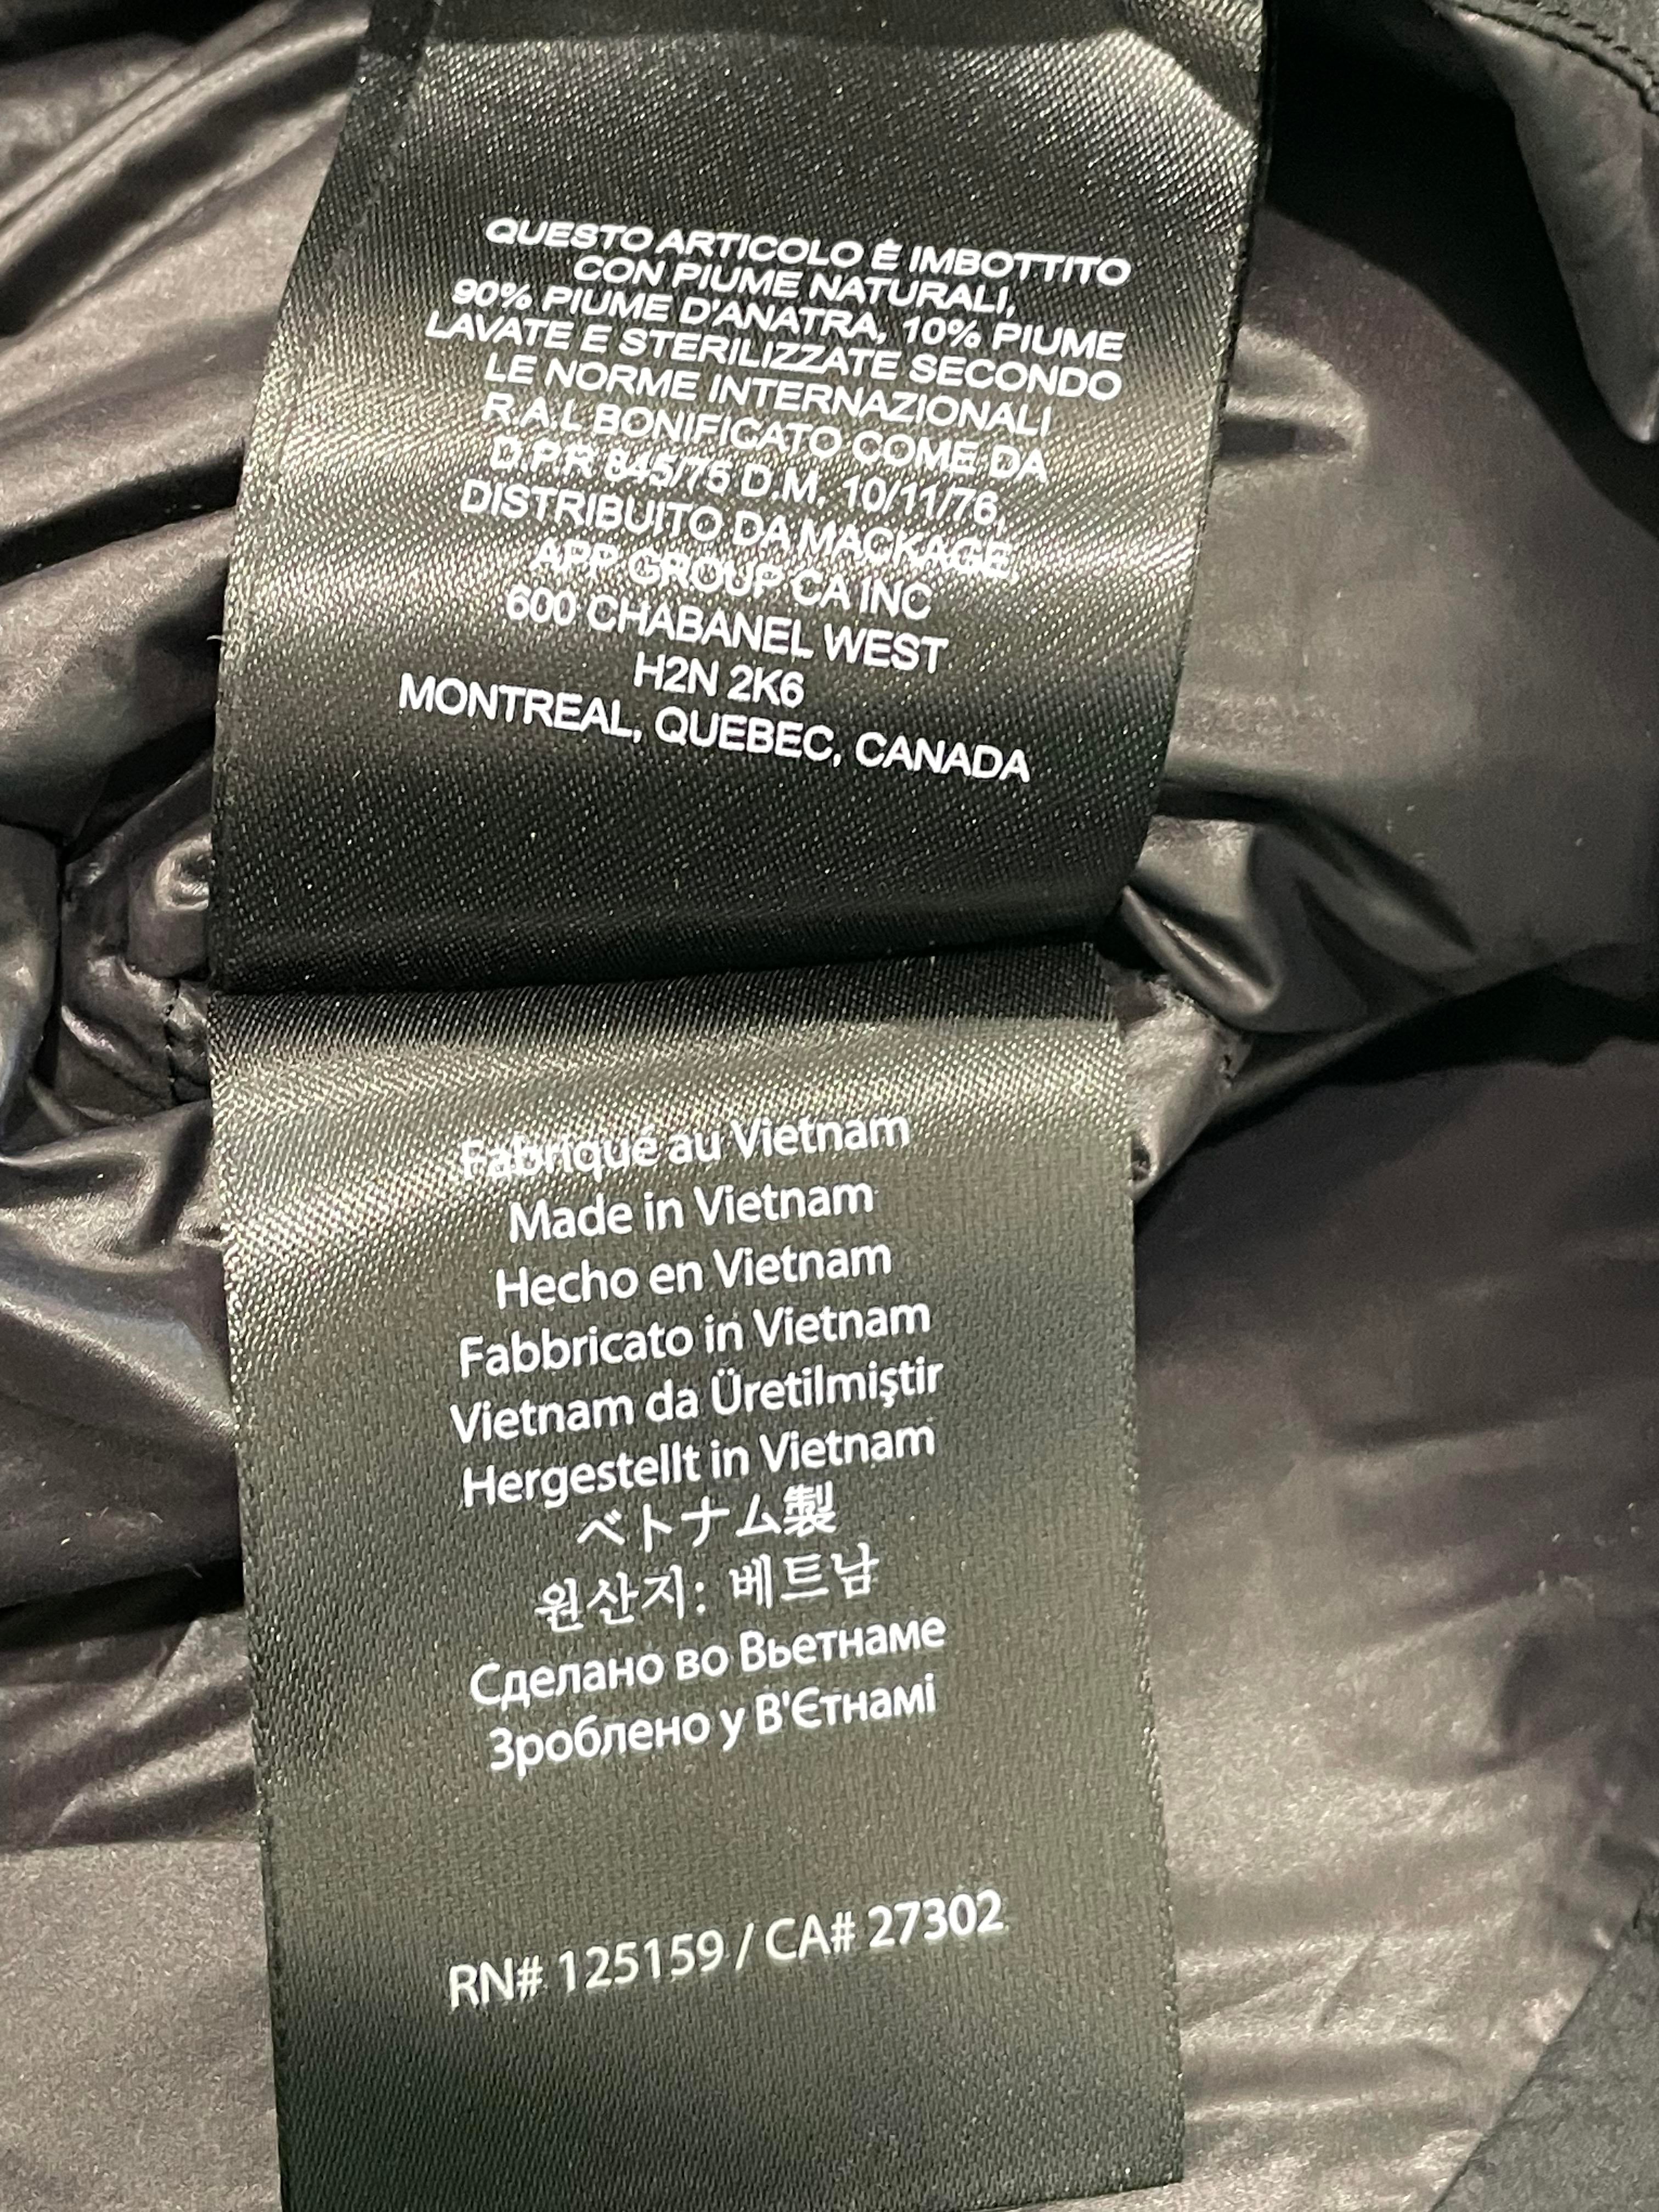 QUESTO ARTICOLO È IMBOTTITO
CON PIUME NATURALI,
90% PIUME D'ANATRA, 10% PIUME
LAVATE E STERILIZZATE SECONDO
LE NORME INTERNAZIONALI
R.A.L BONIFICATO COME DA
D.P.R 845/75 D.M. 10/11/76,
DISTRIBUITO DA MACKAGE,
APP GROUP CA INC
600 CHABANEL WEST
H2N 2K6
MONTREAL, QUEBEC, CANADA
Fabriqué au Vietnam
Made in Vietnam
Hecho en Vietnam
Fabbricato in Vietnam
Vietnam da Üretilmiştir
Hergestellt in Vietnam
ベトナム製
원산지: 베트남
Сделано во Вьетнаме
Зроблено у В'Єтнамі
RN# 125159 / CA# 27302